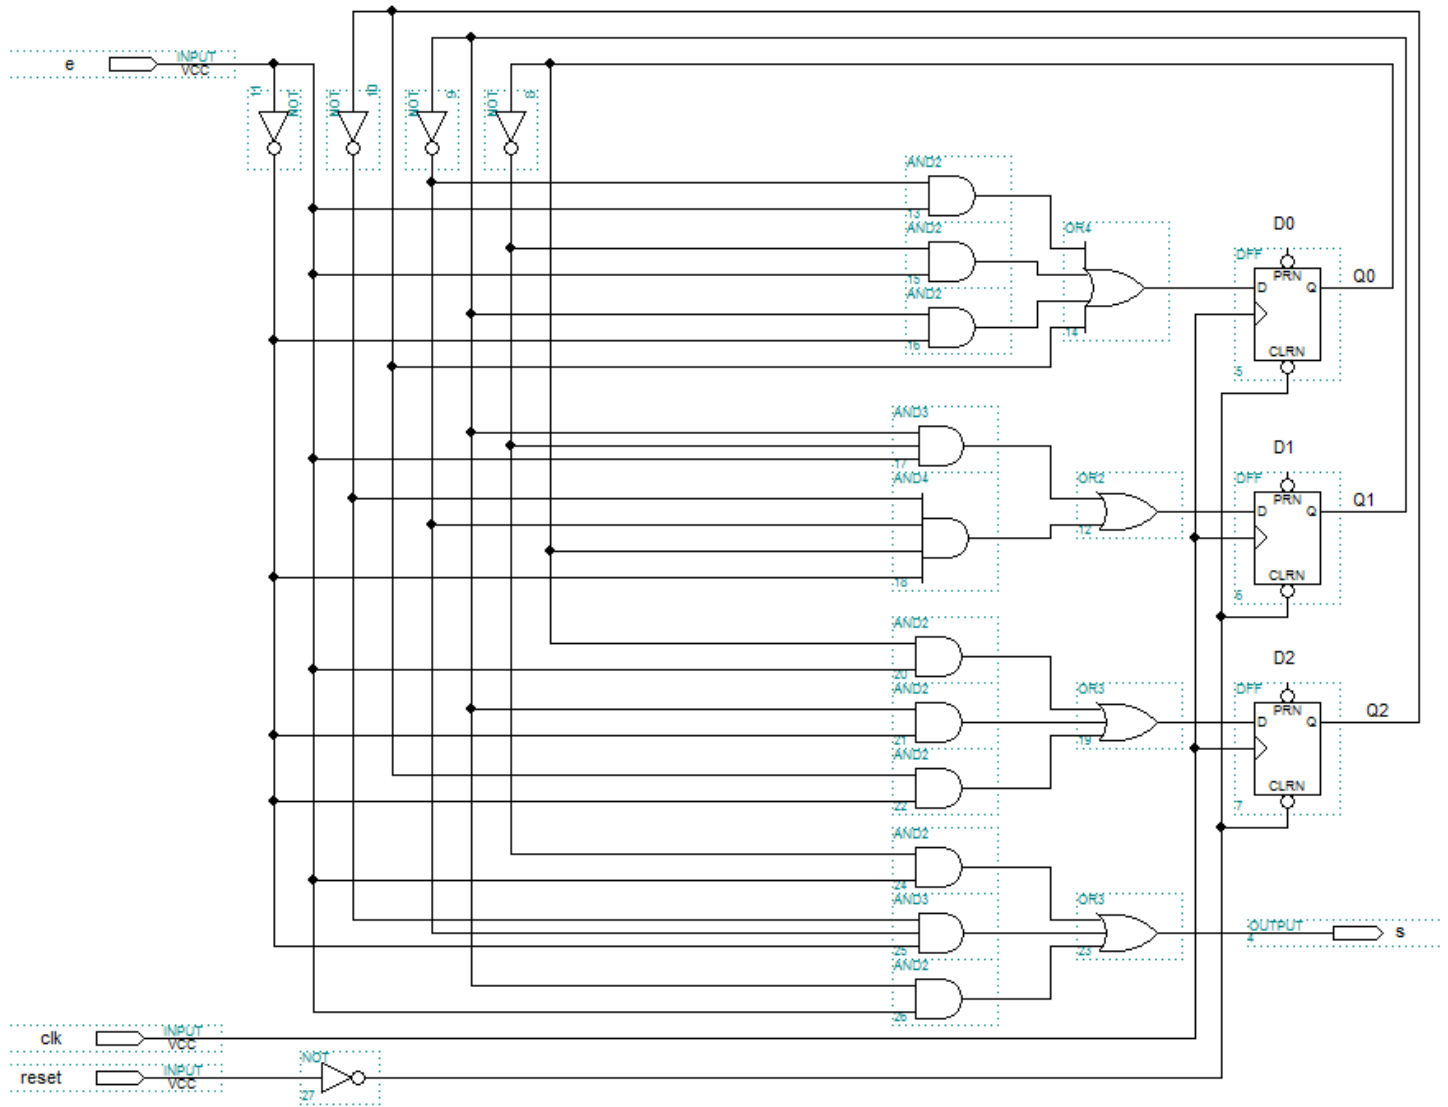 e
INPUT
VCC
11
NOT
NOT
10
NOT
9
NOT
8
AND2
13
AND2
15
AND2
16
OR4
14
D0
DFF
PRN
D
Q
CLRN
5
Q0
AND3
17
AND4
18
OR2
12
D1
DFF
PRN
D
Q
CLRN
6
Q1
AND2
20
AND2
21
AND2
22
OR3
19
D2
DFF
PRN
D
Q
CLRN
7
Q2
AND2
24
AND3
25
AND2
26
OR3
23
OUTPUT
4
s
clk
INPUT
VCC
reset
INPUT
VCC
NOT
27